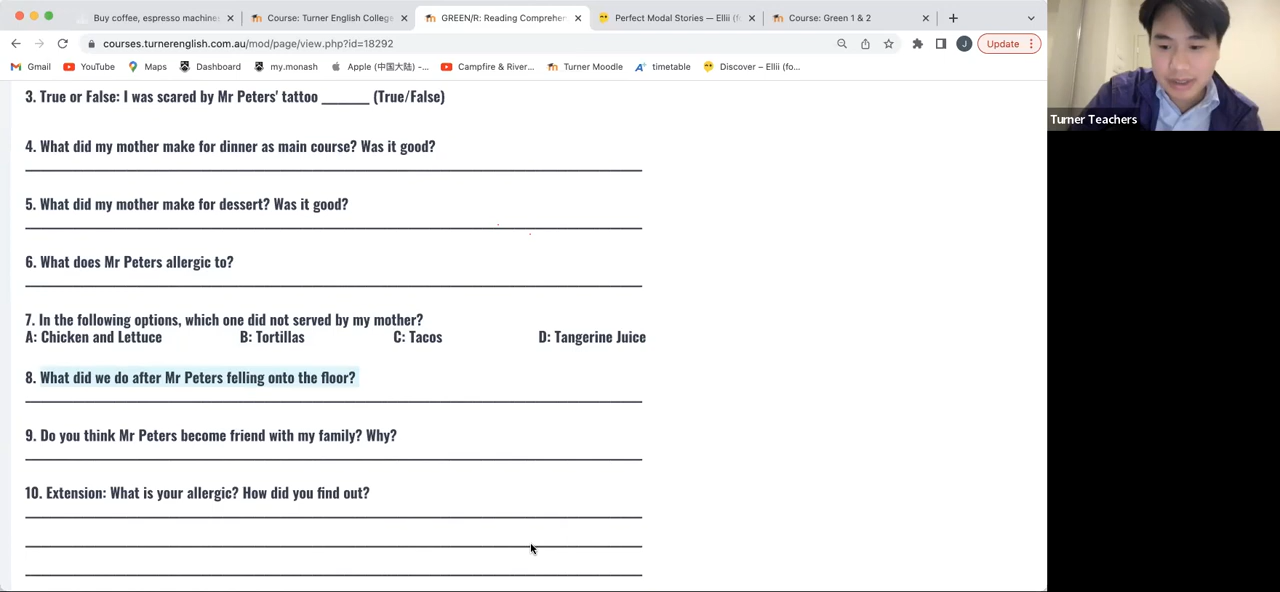 Buy coffee, espresso machine
Course: Turner English Colleg
GREEN/R: Reading Comprehen
Perfect Modal Stories — Ellii (f
Course: Green 1 & 2
courses.turnerenglish.com.au/mod/page/view.php?id=18292
J
Update
Gmail
YouTube
Maps
Dashboard
my.monash
Apple (中国大陆) -...
Campfire & River...
Turner Moodle
timetable
Discover – Ellii (fo...
3. True or False: I was scared by Mr Peters' tattoo ______ (True/False)
4. What did my mother make for dinner as main course? Was it good?
5. What did my mother make for dessert? Was it good?
6. What does Mr Peters allergic to?
7. In the following options, which one did not served by my mother?
A: Chicken and Lettuce B: Tortillas C: Tacos D: Tangerine Juice
8. What did we do after Mr Peters felling onto the floor?
9. Do you think Mr Peters become friend with my family? Why?
10. Extension: What is your allergic? How did you find out?
Turner Teachers